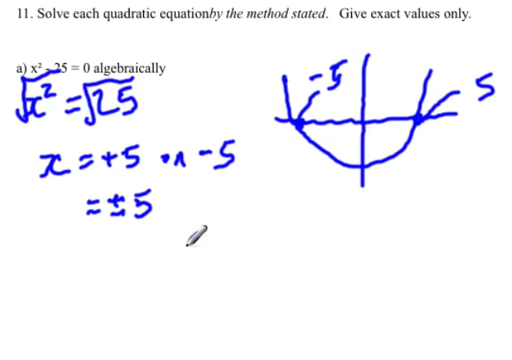 11. Solve each quadratic equationby the method stated. Give exact values only.
a) x² - 25 = 0 algebraically
√x² = √25
x = +5 or -5
= ±5
-5
5